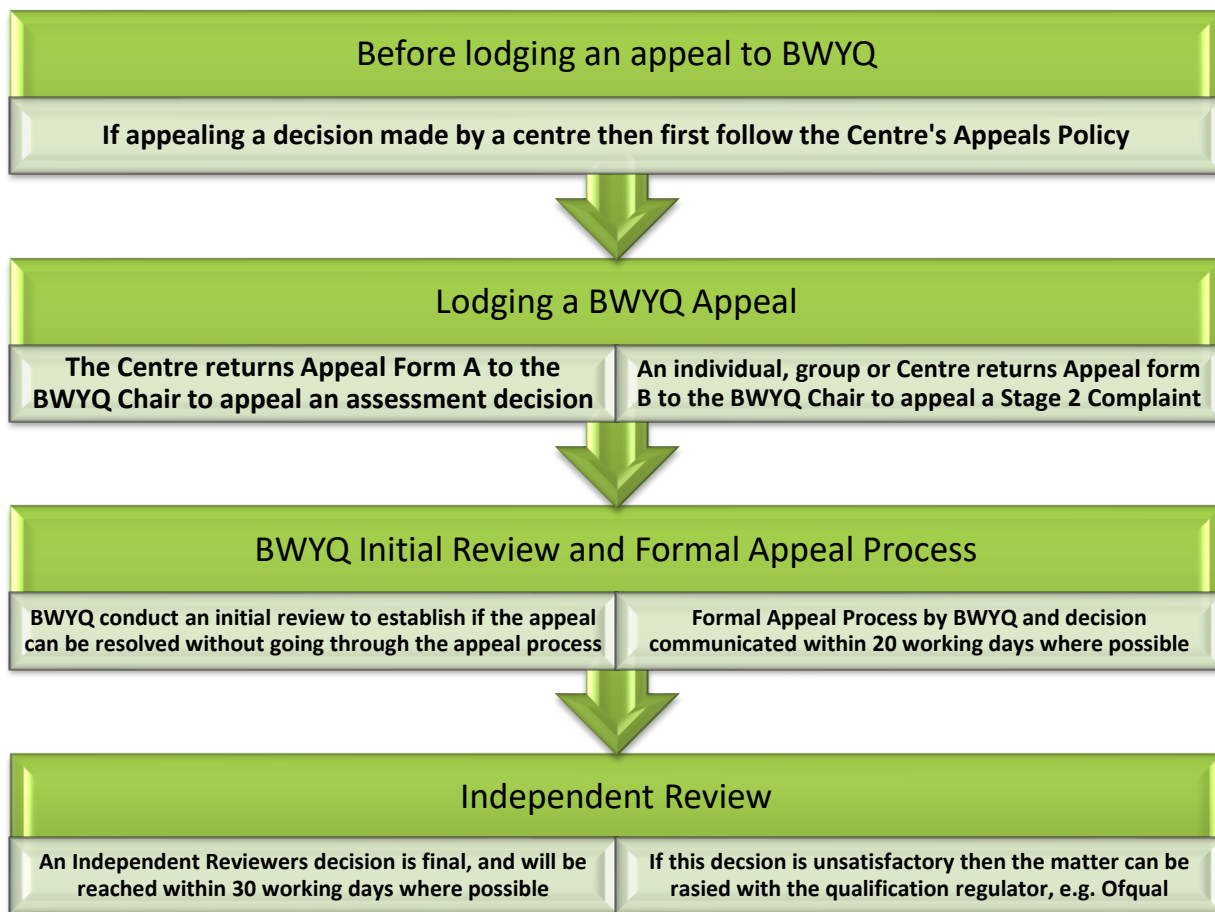 Before lodging an appeal to BWYQ
If appealing a decision made by a centre then first follow the Centre's Appeals Policy
Lodging a BWYQ Appeal
The Centre returns Appeal Form A to the
BWYQ Chair to appeal an assessment decision
An individual, group or Centre returns Appeal form
B to the BWYQ Chair to appeal a Stage 2 Complaint
BWYQ Initial Review and Formal Appeal Process
BWYQ conduct an initial review to establish if the appeal
can be resolved without going through the appeal process
Formal Appeal Process by BWYQ and decision
communicated within 20 working days where possible
Independent Review
An Independent Reviewers decision is final, and will be
reached within 30 working days where possible
If this decsion is unsatisfactory then the matter can be
rasied with the qualification regulator, e.g. Ofqual